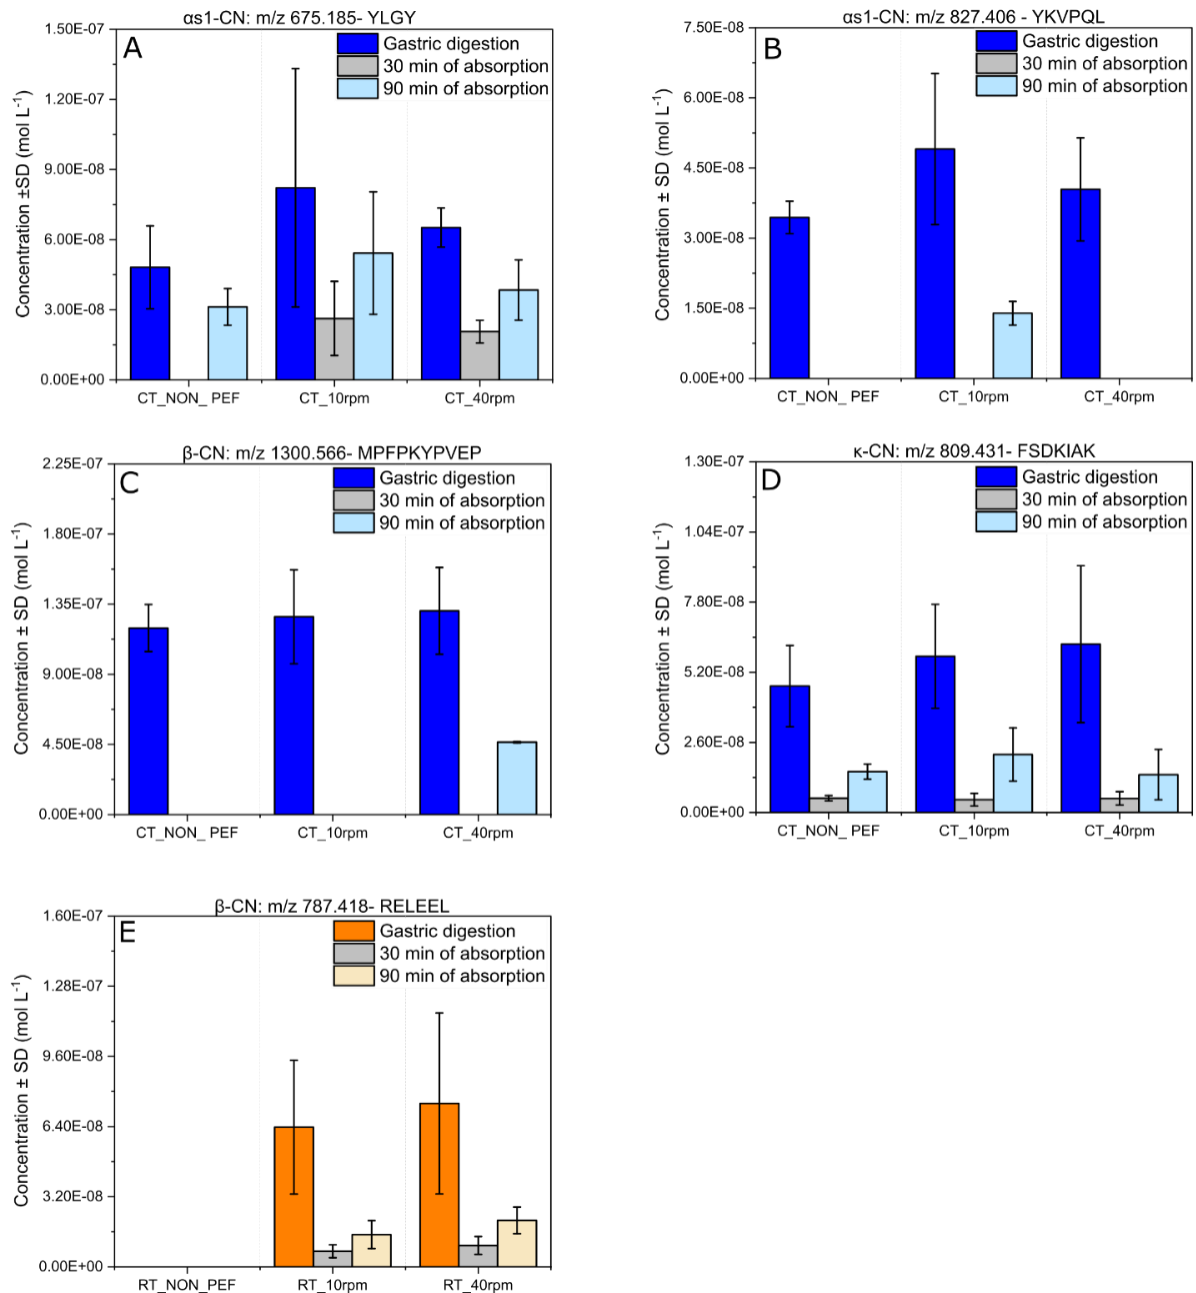 αs1-CN: m/z 675.185- YLGY
A
Gastric digestion
30 min of absorption
90 min of absorption
Concentration ±SD (mol L⁻¹)
1.50E-07
1.20E-07
9.00E-08
6.00E-08
3.00E-08
0.00E+00
CT_NON_ PEF CT_10rpm CT_40rpm
αs1-CN: m/z 827.406 - YKVPQL
B
Gastric digestion
30 min of absorption
90 min of absorption
Concentration ± SD (mol L⁻¹)
7.50E-08
6.00E-08
4.50E-08
3.00E-08
1.50E-08
0.00E+00
CT_NON_ PEF CT_10rpm CT_40rpm
β-CN: m/z 1300.566- MPFPKYPVEP
C
Gastric digestion
30 min of absorption
90 min of absorption
Concentration ± SD (mol L⁻¹)
2.25E-07
1.80E-07
1.35E-07
9.00E-08
4.50E-08
0.00E+00
CT_NON_ PEF CT_10rpm CT_40rpm
κ-CN: m/z 809.431- FSDKIAK
D
Gastric digestion
30 min of absorption
90 min of absorption
Concentration ± SD (mol L⁻¹)
1.30E-07
1.04E-07
7.80E-08
5.20E-08
2.60E-08
0.00E+00
CT_NON_ PEF CT_10rpm CT_40rpm
β-CN: m/z 787.418- RELEEL
E
Gastric digestion
30 min of absorption
90 min of absorption
Concentration ± SD (mol L⁻¹)
1.60E-07
1.28E-07
9.60E-08
6.40E-08
3.20E-08
0.00E+00
RT_NON_PEF RT_10rpm RT_40rpm